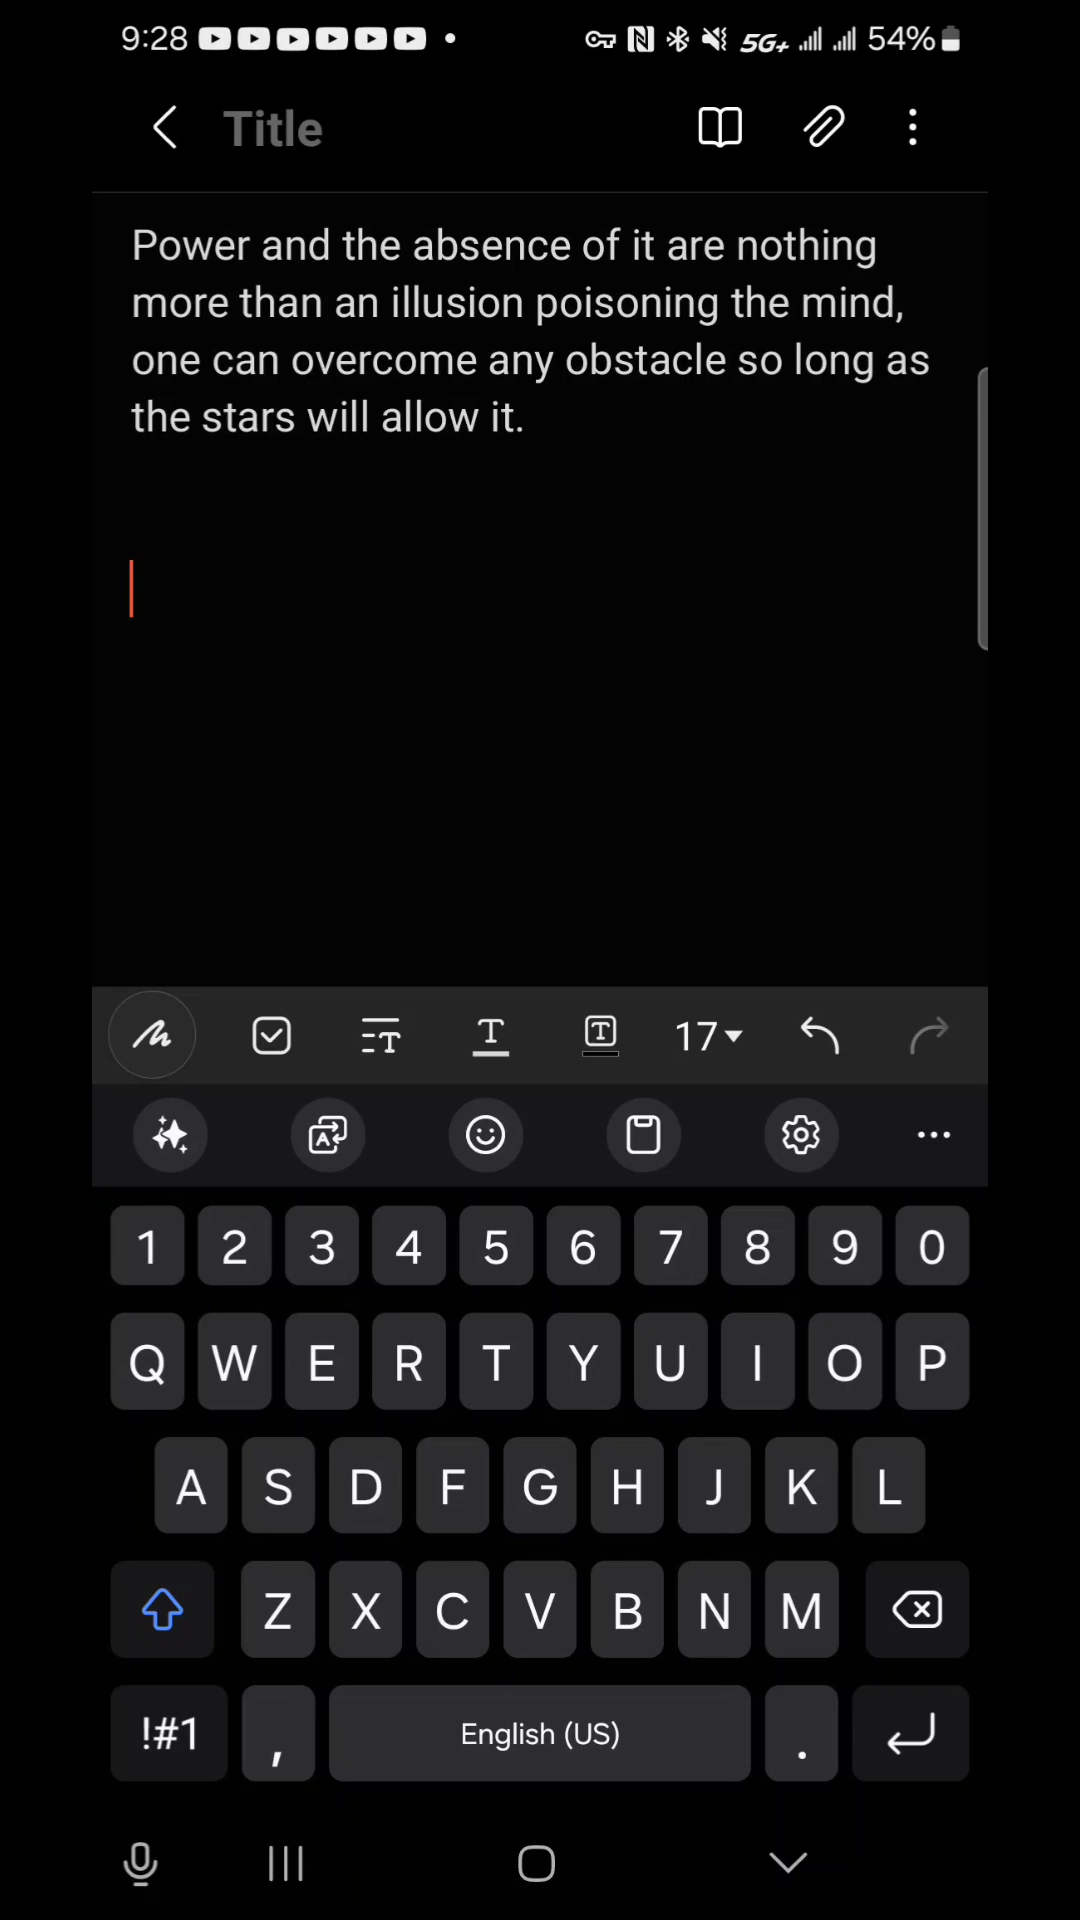 9:28 5G+ 54%
Title
Power and the absence of it are nothing
more than an illusion poisoning the mind,
one can overcome any obstacle so long as
the stars will allow it.
T T T 17
A
1 2 3 4 5 6 7 8 9 0
Q W E R T Y U I O P
A S D F G H J K L
Z X C V B N M
!#1 , English (US) .